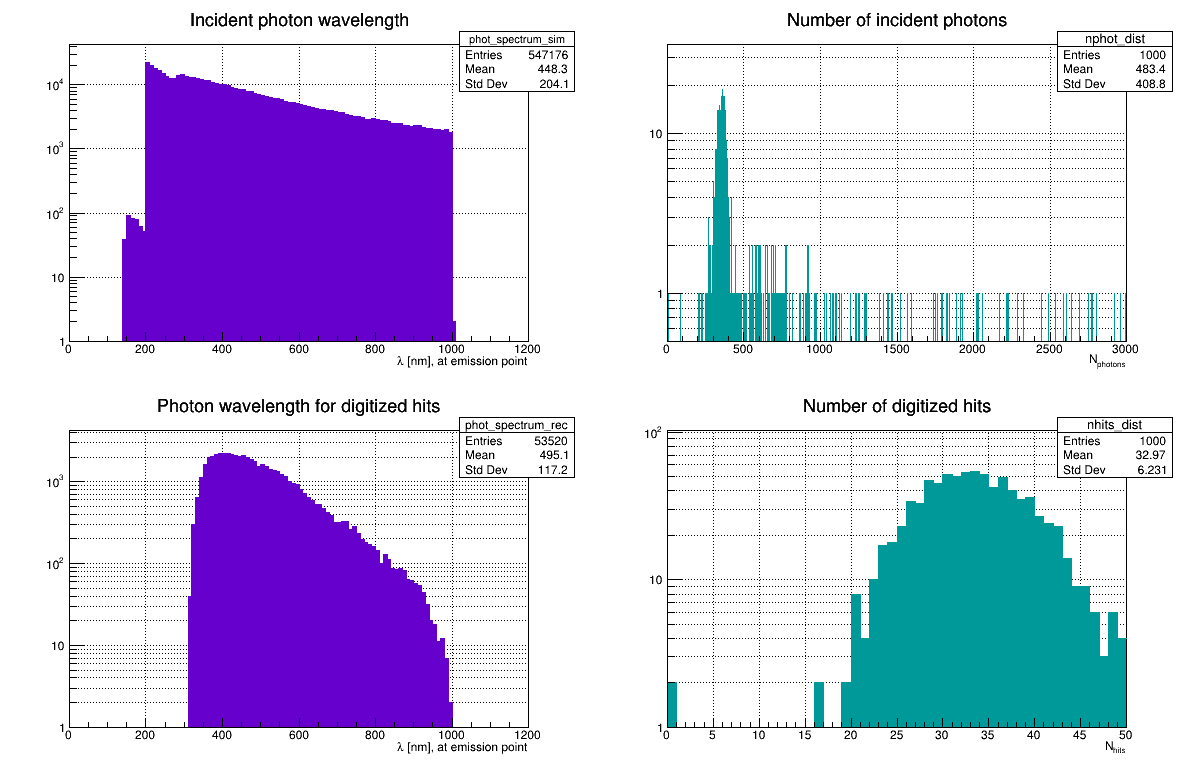 Incident photon wavelength
phot_spectrum_sim
Entries 547176
Mean 448.3
Std Dev 204.1
10⁴
10³
10²
10
1
0 200 400 600 800 1000 1200
λ [nm], at emission point
Number of incident photons
nphot_dist
Entries 1000
Mean 483.4
Std Dev 408.8
10
1
0 500 1000 1500 2000 2500 3000
Nphotons
Photon wavelength for digitized hits
phot_spectrum_rec
Entries 53520
Mean 495.1
Std Dev 117.2
10³
10²
10
1
0 200 400 600 800 1000 1200
λ [nm], at emission point
Number of digitized hits
nhits_dist
Entries 1000
Mean 32.97
Std Dev 6.231
10²
10
1
0 5 10 15 20 25 30 35 40 45 50
Nhits